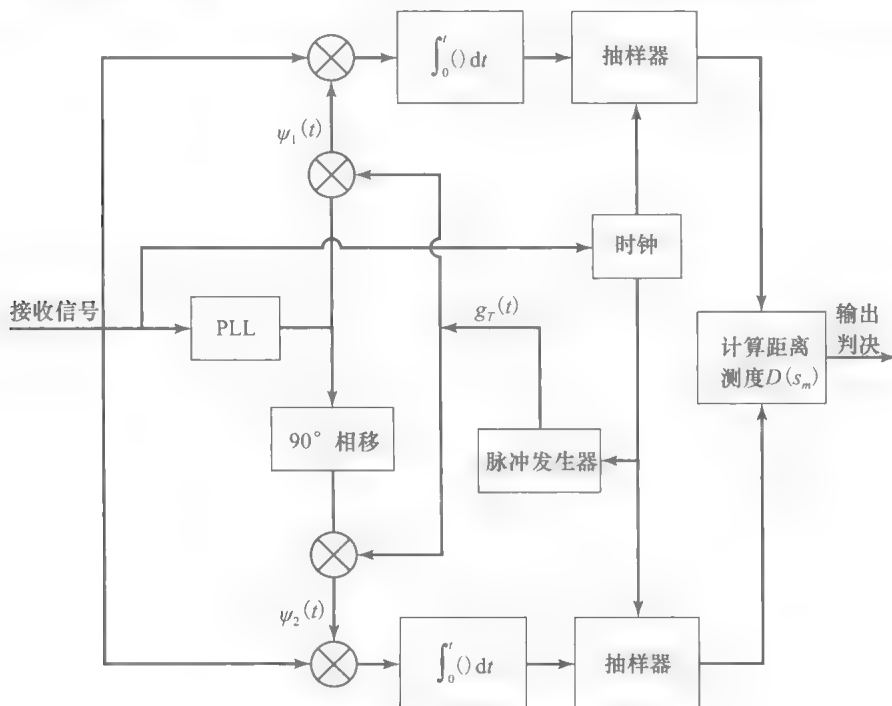 ∫₀ᵗ()dt
抽样器
ψ₁(t)
时钟
接收信号
PLL
g_T(t)
计算距离
测度D(s_m)
输出
判决
90° 相移
脉冲发生器
ψ₂(t)
∫₀ᵗ()dt
抽样器